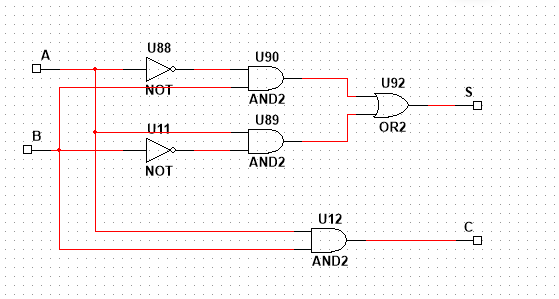 A
U88
NOT
U90
AND2
U92
OR2
S
B
U11
NOT
U89
AND2
U12
AND2
C